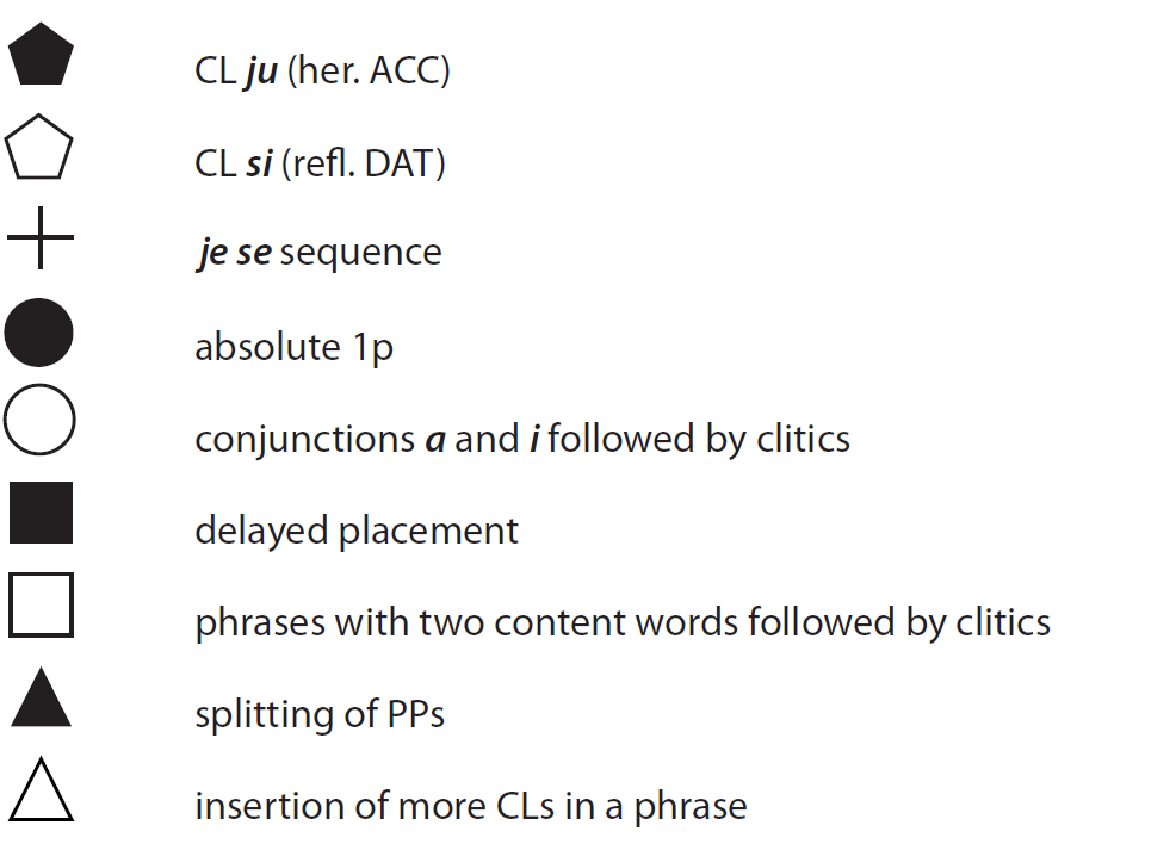 CL ju (her. ACC)
CL si (refl. DAT)
je se sequence
absolute 1p
conjunctions a and i followed by clitics
delayed placement
phrases with two content words followed by clitics
splitting of PPs
insertion of more CLs in a phrase